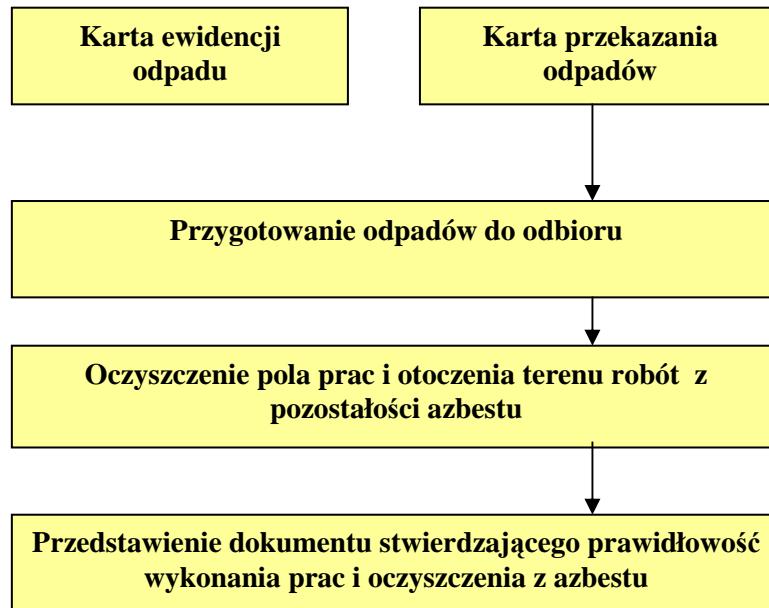 Karta ewidencji
odpadu
Karta przekazania
odpadów
Przygotowanie odpadów do odbioru
Oczyszczenie pola prac i otoczenia terenu robót z
pozostałości azbestu
Przedstawienie dokumentu stwierdzającego prawidłowość
wykonania prac i oczyszczenia z azbestu